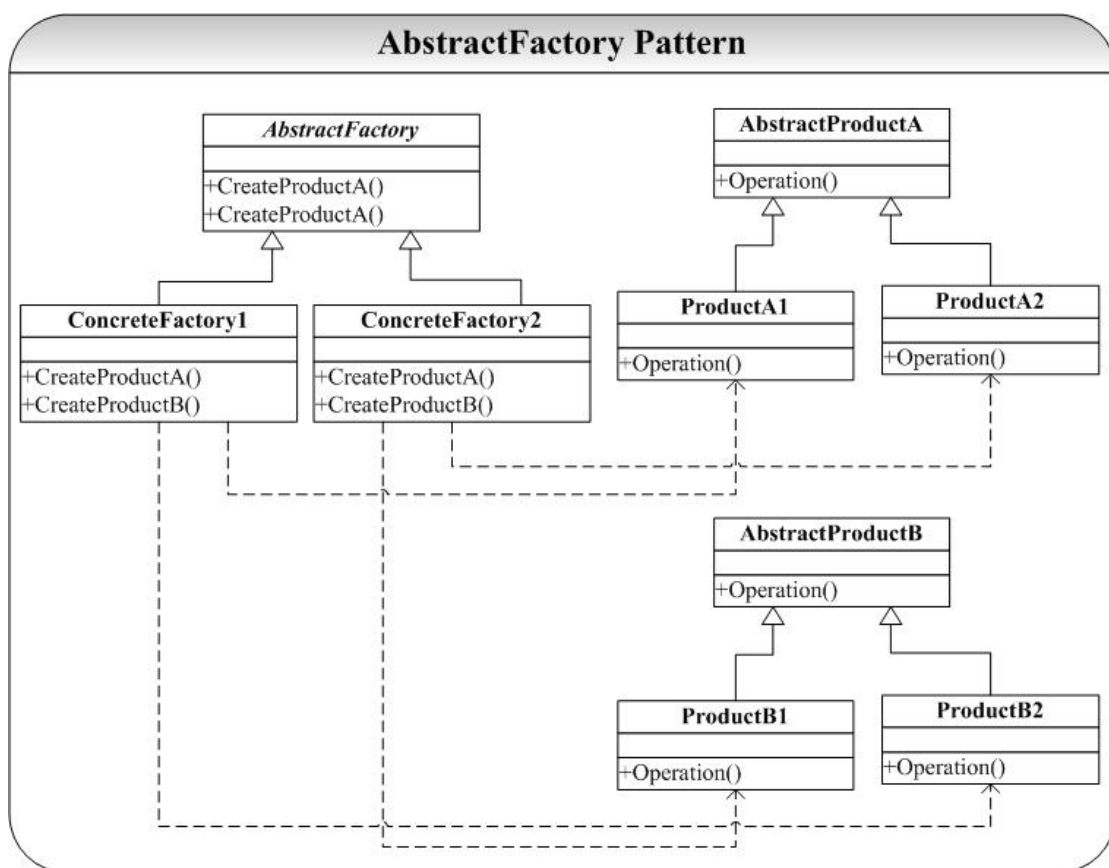 AbstractFactory Pattern
AbstractFactory
+CreateProductA()
+CreateProductA()
AbstractProductA
+Operation()
ConcreteFactory1
+CreateProductA()
+CreateProductB()
ConcreteFactory2
+CreateProductA()
+CreateProductB()
ProductA1
+Operation()
ProductA2
+Operation()
AbstractProductB
+Operation()
ProductB1
+Operation()
ProductB2
+Operation()